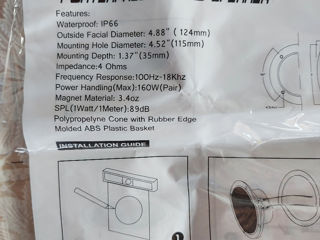 Features:
Waterproof: IP66
Outside Facial Diameter: 4.88" (124mm)
Mounting Hole Diameter: 4.52"(115mm)
Mounting Depth: 1.37"(35mm)
Impedance:4 Ohms
Frequency Response:100Hz-18Khz
Power Handling(Max):160W(Pair)
Magnet Material: 3.4oz
SPL(1Watt/1Meter):89dB
Polypropelyne Cone with Rubber Edge
Molded ABS Plastic Basket
INSTALLATION GUIDE
1